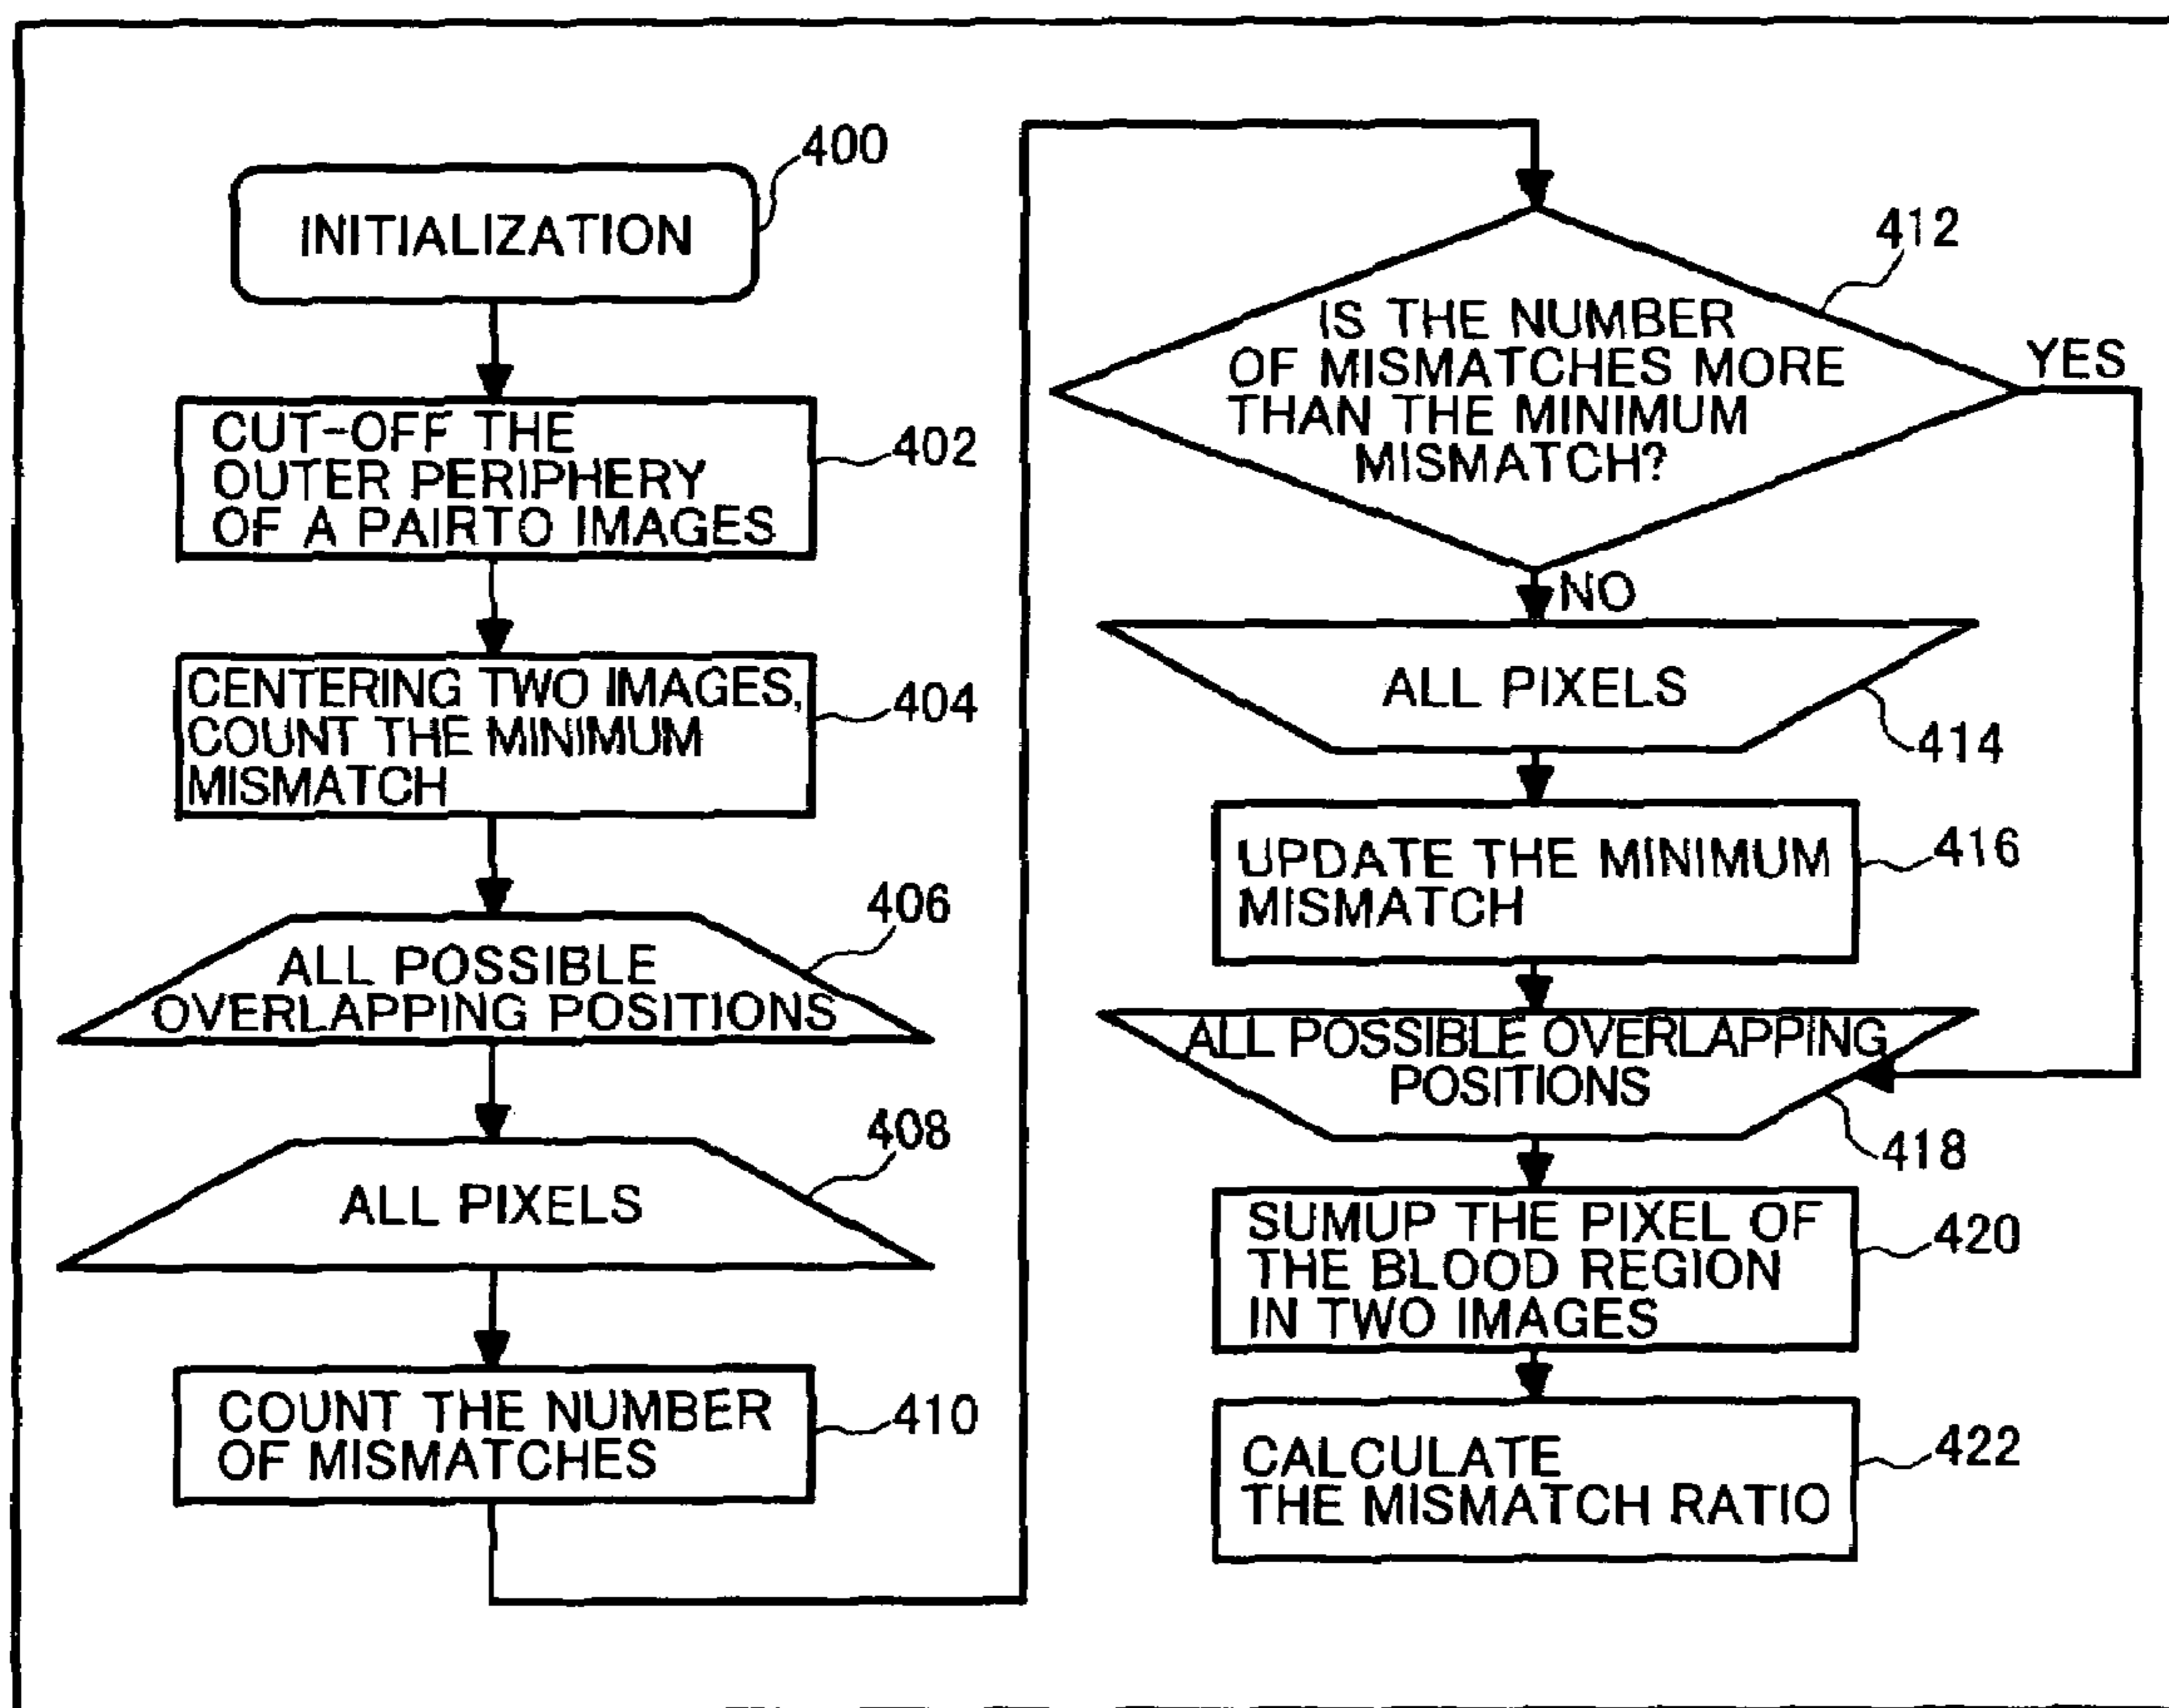 400
INITIALIZATION
CUT-OFF THE
OUTER PERIPHERY
OF A PAIRTO IMAGES
402
CENTERING TWO IMAGES,
COUNT THE MINIMUM
MISMATCH
404
406
ALL POSSIBLE
OVERLAPPING POSITIONS
408
ALL PIXELS
COUNT THE NUMBER
OF MISMATCHES
410
412
IS THE NUMBER
OF MISMATCHES MORE
THAN THE MINIMUM
MISMATCH?
YES
NO
ALL PIXELS
414
UPDATE THE MINIMUM
MISMATCH
416
ALL POSSIBLE OVERLAPPING
POSITIONS
418
SUMUP THE PIXEL OF
THE BLOOD REGION
IN TWO IMAGES
420
CALCULATE
THE MISMATCH RATIO
422